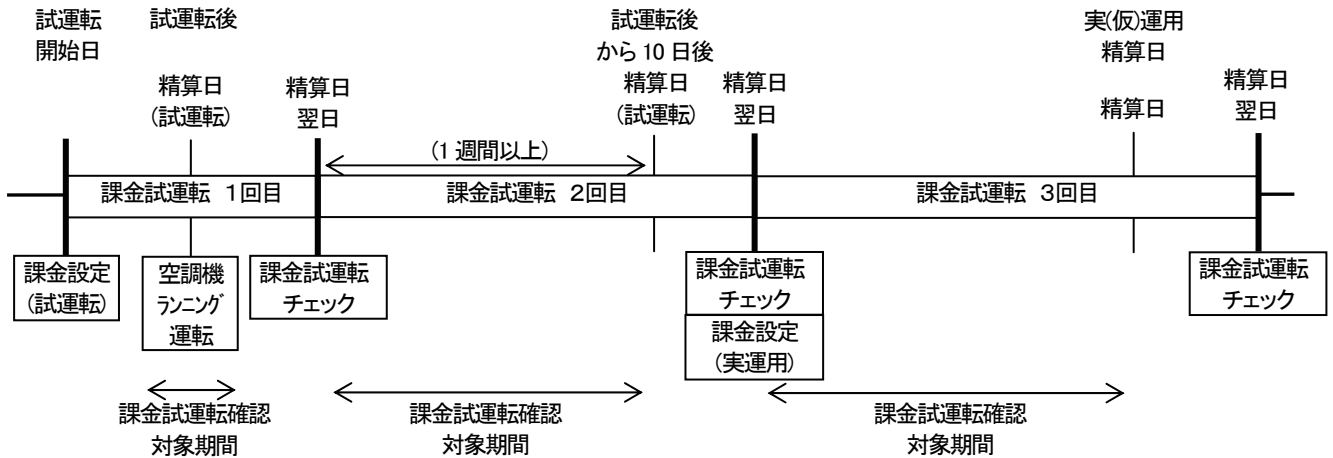 試運転
開始日
試運転後
精算日
(試運転)
精算日
翌日
試運転後
から10日後
精算日
(試運転)
精算日
翌日
実(仮)運用
精算日
精算日
精算日
翌日
(1週間以上)
課金試運転 1回目
課金試運転 2回目
課金試運転 3回目
課金設定
(試運転)
空調機
ランニング
運転
課金試運転
チェック
課金試運転
チェック
課金設定
(実運用)
課金試運転
チェック
課金試運転確認
対象期間
課金試運転確認
対象期間
課金試運転確認
対象期間